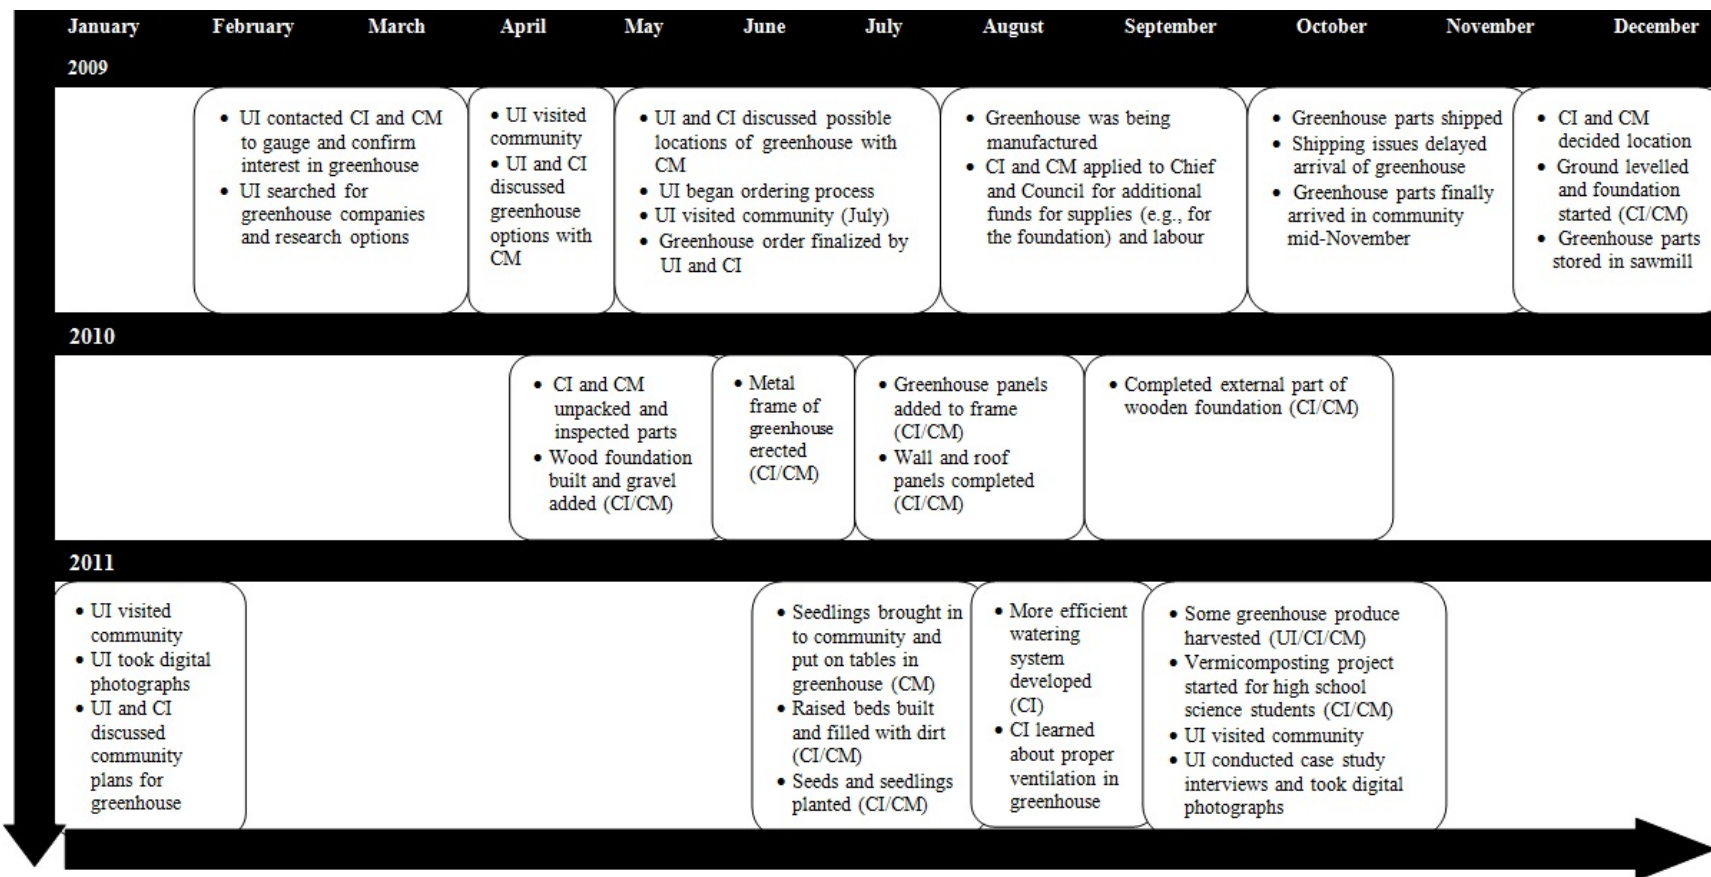 January February March April May June July August September October November December
2009
• UI contacted CI and CM
to gauge and confirm
interest in greenhouse
• UI searched for
greenhouse companies
and research options
• UI visited
community
• UI and CI
discussed
greenhouse
options with
CM
• UI and CI discussed possible
locations of greenhouse with
CM
• UI began ordering process
• UI visited community (July)
• Greenhouse order finalized by
UI and CI
• Greenhouse was being
manufactured
• CI and CM applied to Chief
and Council for additional
funds for supplies (e.g., for
the foundation) and labour
• Greenhouse parts shipped
• Shipping issues delayed
arrival of greenhouse
• Greenhouse parts finally
arrived in community
mid-November
• CI and CM
decided location
• Ground levelled
and foundation
started (CI/CM)
• Greenhouse parts
stored in sawmill
2010
• CI and CM
unpacked and
inspected parts
• Wood foundation
built and gravel
added (CI/CM)
• Metal
frame of
greenhouse
erected
(CI/CM)
• Greenhouse panels
added to frame
(CI/CM)
• Wall and roof
panels completed
(CI/CM)
• Completed external part of
wooden foundation (CI/CM)
2011
• UI visited
community
• UI took digital
photographs
• UI and CI
discussed
community
plans for
greenhouse
• Seedlings brought in
to community and
put on tables in
greenhouse (CM)
• Raised beds built
and filled with dirt
(CI/CM)
• Seeds and seedlings
planted (CI/CM)
• More efficient
watering
system
developed
(CI)
• CI learned
about proper
ventilation in
greenhouse
• Some greenhouse produce
harvested (UI/CI/CM)
• Vermicomposting project
started for high school
science students (CI/CM)
• UI visited community
• UI conducted case study
interviews and took digital
photographs